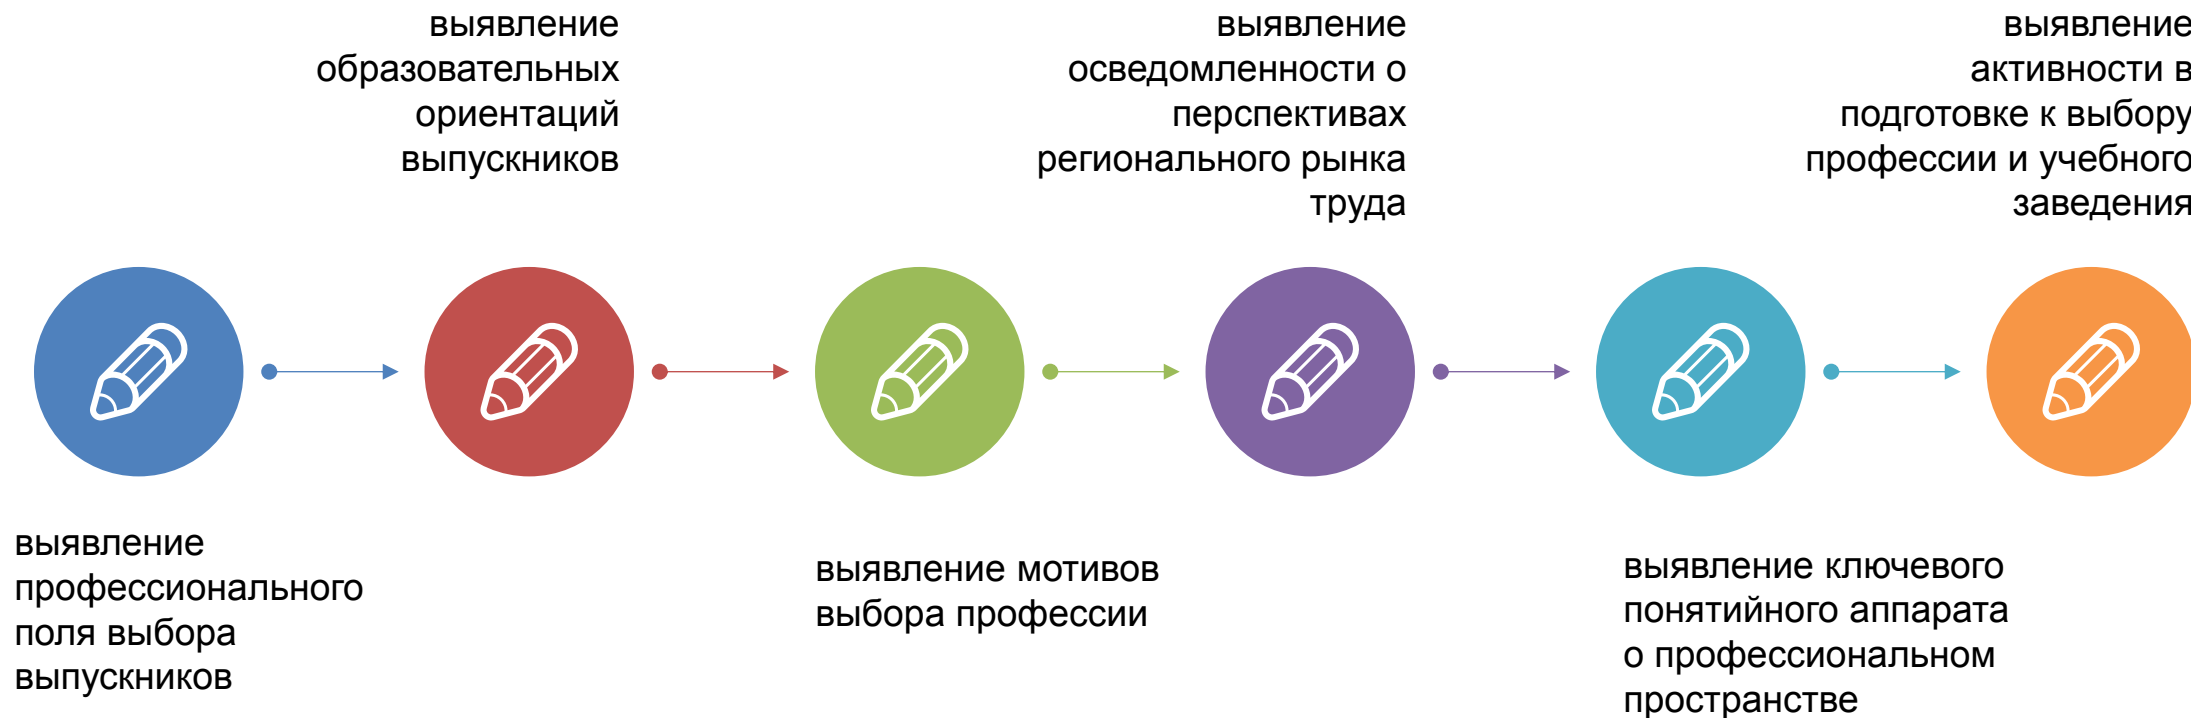 выявление
профессионального
поля выбора
выпускников
выявление
образовательных
ориентаций
выпускников
выявление мотивов
выбора профессии
выявление
осведомленности о
перспективах
регионального рынка
труда
выявление ключевого
понятийного аппарата
о профессиональном
пространстве
выявление
активности в
подготовке к выбору
профессии и учебного
заведения